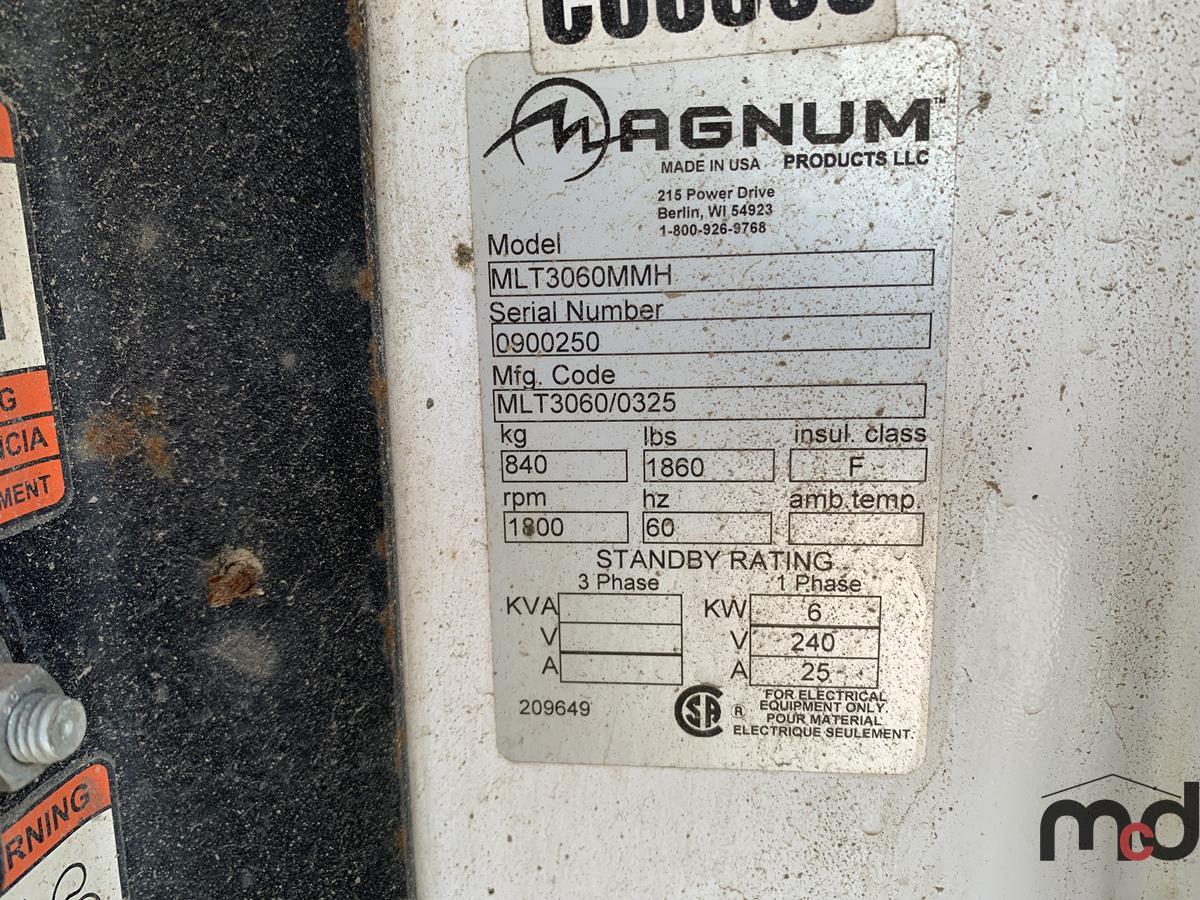 MAGNUM™
MADE IN USA PRODUCTS LLC
215 Power Drive
Berlin, WI 54923
1-800-926-9768
Model
MLT3060MMH
Serial Number
0900250
Mfg. Code
MLT3060/0325
kg lbs insul. class
840 1860 F
rpm hz amb.temp.
1800 60
STANDBY RATING
3 Phase 1 Phase
KVA KW 6
V V 240
A A 25
209649
CSA ®
FOR ELECTRICAL
EQUIPMENT ONLY.
POUR MATERIAL
ELECTRIQUE SEULEMENT.
G
NCIA
MENT
RNING
mcd